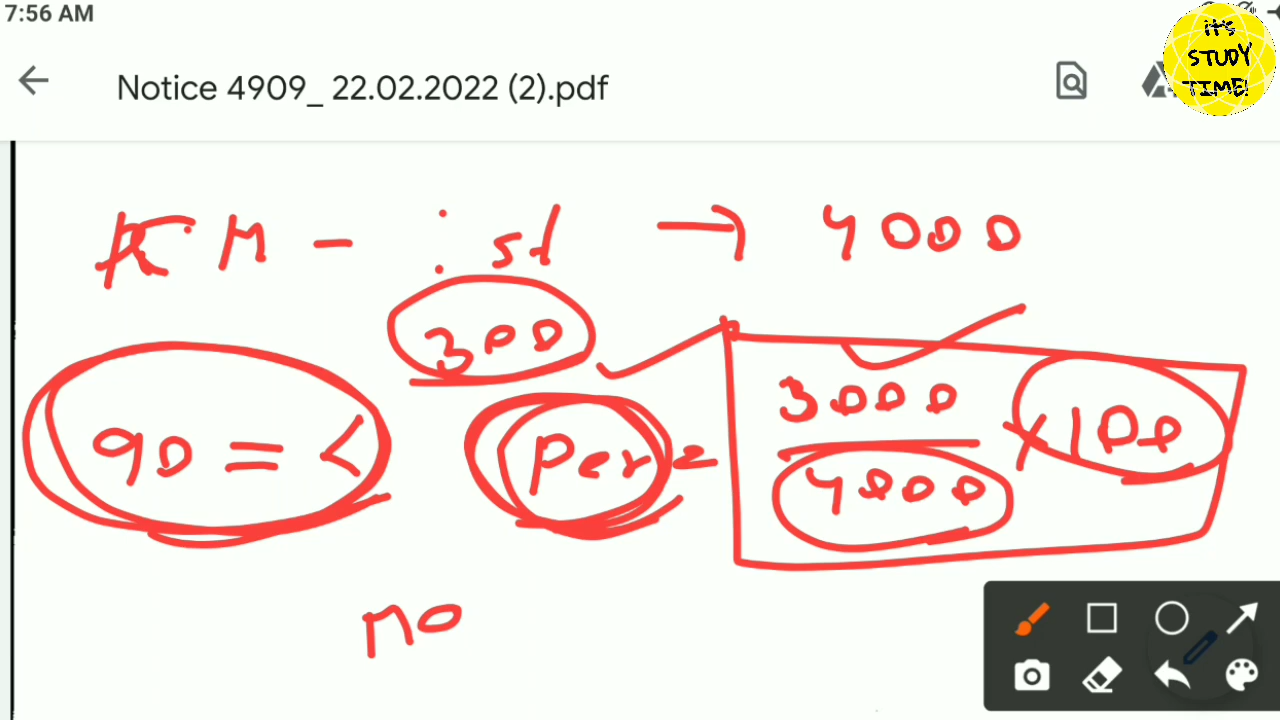 7:56 AM
IT'S
STUDY
TIME!
Notice 4909_ 22.02.2022 (2).pdf
M - : st → 4000
300
90 = <
Per =
3000
4000
×100
no